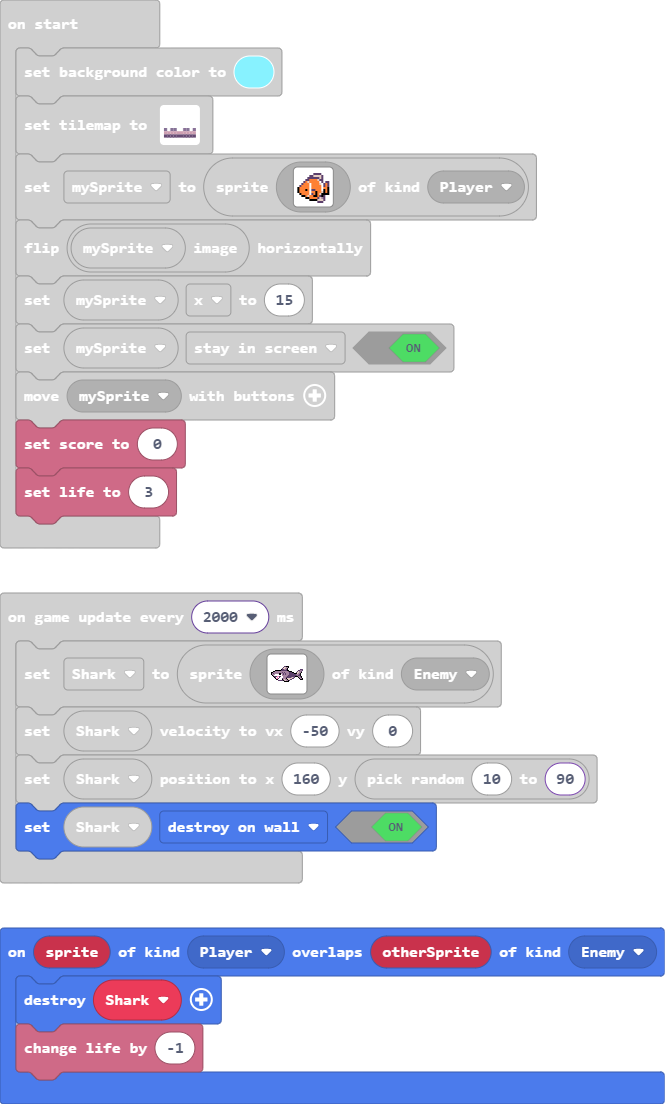 on start
set background color to
set tilemap to
set mySprite to sprite of kind Player
flip mySprite image horizontally
set mySprite x to 15
set mySprite stay in screen ON
move mySprite with buttons
set score to 0
set life to 3
on game update every 2000 ms
set Shark to sprite of kind Enemy
set Shark velocity to vx -50 vy 0
set Shark position to x 160 y pick random 10 to 90
set Shark destroy on wall ON
on sprite of kind Player overlaps otherSprite of kind Enemy
destroy Shark
change life by -1